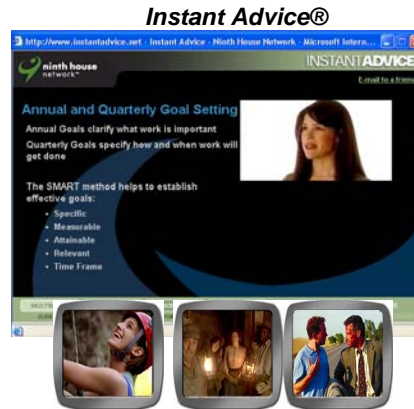 Instant Advice®
http://www.instantadvice.net - Instant Advice - Ninth House Network - Microsoft Intern...
ninth house
network™
INSTANTADVICE
E-mail to a friend
Annual and Quarterly Goal Setting
Annual Goals clarify what work is important
Quarterly Goals specify how and when work will
get done
The SMART method helps to establish
effective goals:
• Specific
• Measurable
• Attainable
• Relevant
• Time Frame